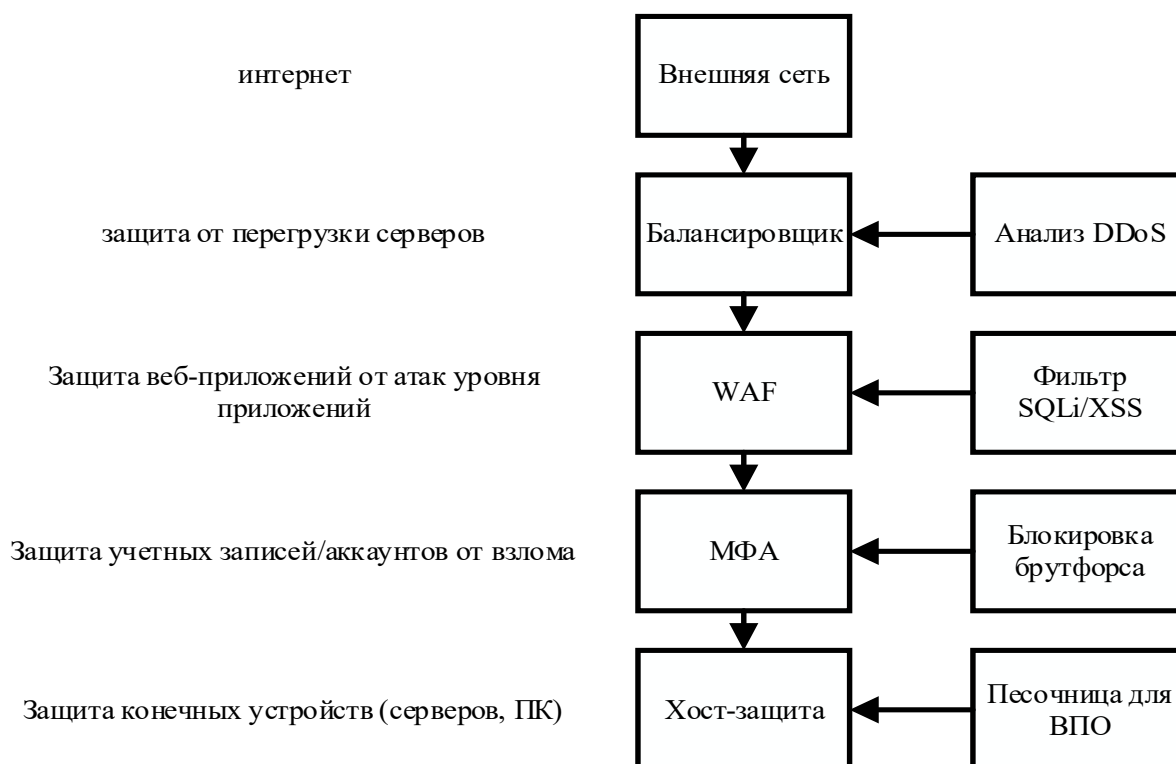 интернет
Внешняя сеть
защита от перегрузки серверов
Балансировщик
Анализ DDoS
Защита веб-приложений от атак уровня
приложений
WAF
Фильтр
SQLi/XSS
Защита учетных записей/аккаунтов от взлома
МФА
Блокировка
брутфорса
Защита конечных устройств (серверов, ПК)
Хост-защита
Песочница для
ВПО